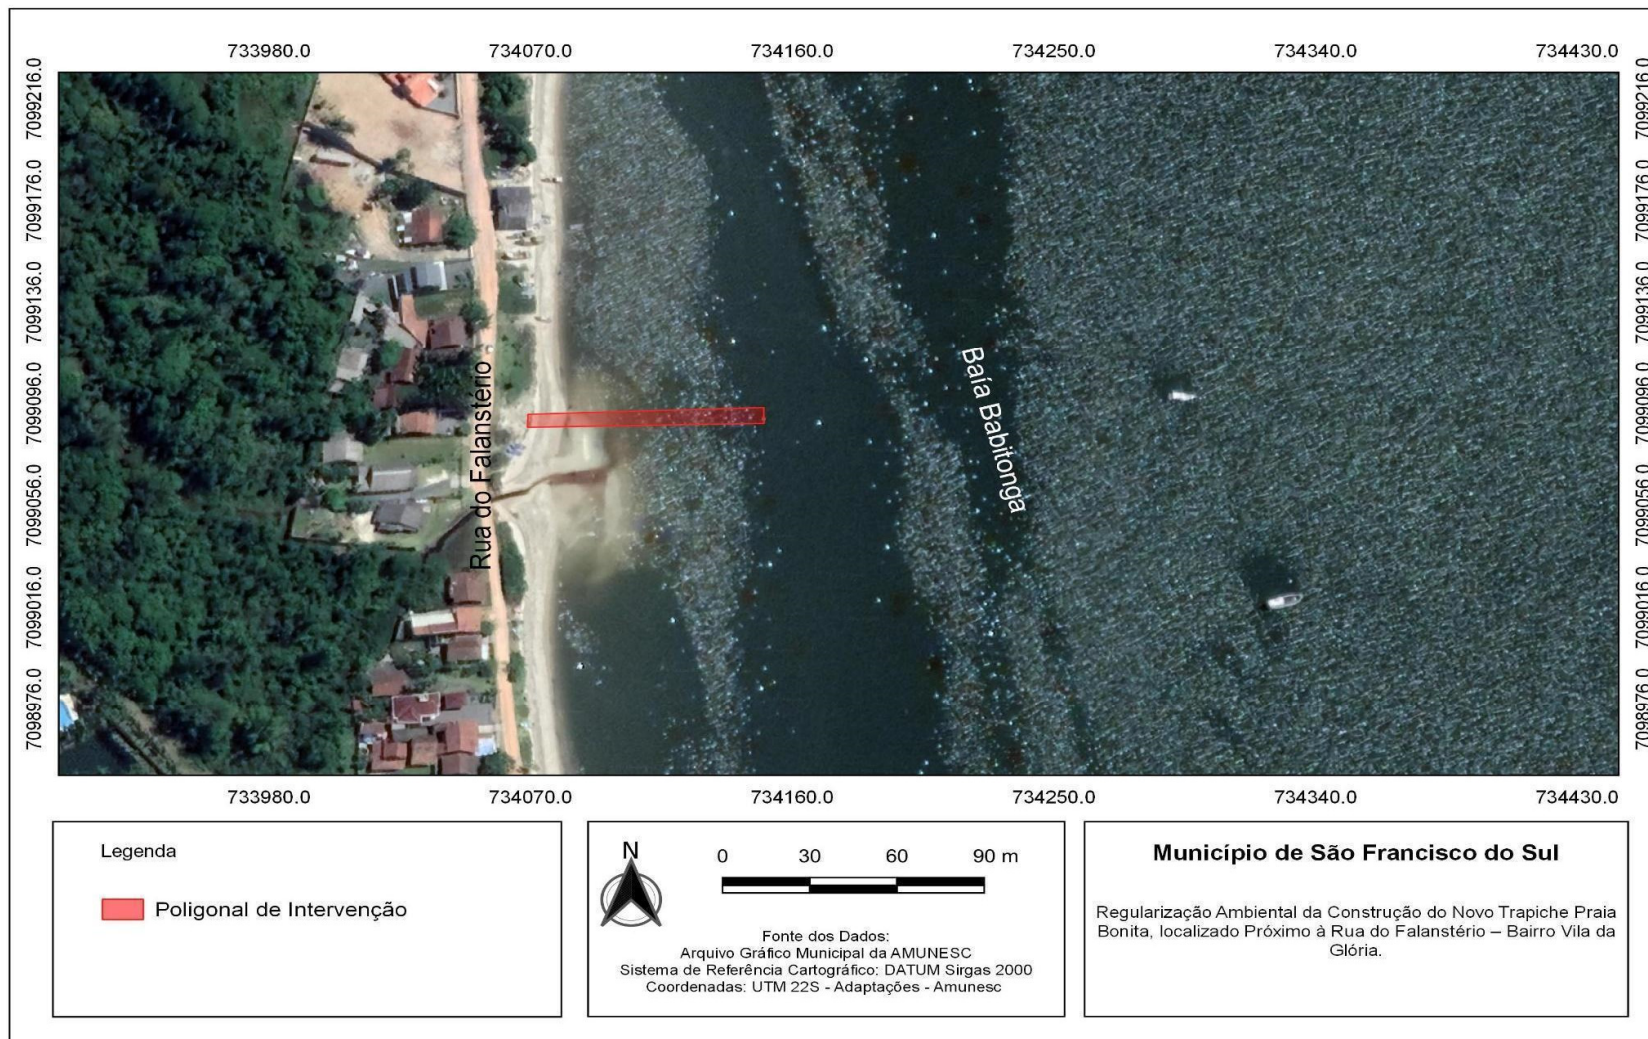 733980.0 734070.0 734160.0 734250.0 734340.0 734430.0
7099216.0
7099176.0
7099136.0
7099096.0
7099056.0
7099016.0
7098976.0
Rua do Falanstério
Baía Babitonga
7099216.0
7099176.0
7099136.0
7099096.0
7099056.0
7099016.0
7098976.0
733980.0 734070.0 734160.0 734250.0 734340.0 734430.0
Legenda
Poligonal de Intervenção
N
0 30 60 90 m
Fonte dos Dados:
Arquivo Gráfico Municipal da AMUNESC
Sistema de Referência Cartográfico: DATUM Sirgas 2000
Coordenadas: UTM 22S - Adaptações - Amunesc
Município de São Francisco do Sul
Regularização Ambiental da Construção do Novo Trapiche Praia
Bonita, localizado Próximo à Rua do Falanstério – Bairro Vila da
Glória.